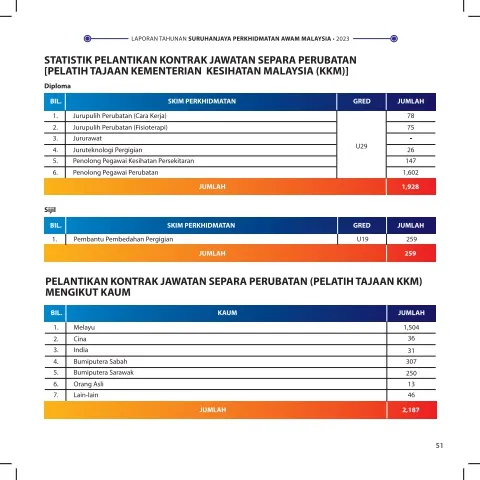 LAPORAN TAHUNAN SURUHANJAYA PERKHIDMATAN AWAM MALAYSIA • 2023
STATISTIK PELANTIKAN KONTRAK JAWATAN SEPARA PERUBATAN
[PELATIH TAJAAN KEMENTERIAN KESIHATAN MALAYSIA (KKM)]
Diploma
BIL. SKIM PERKHIDMATAN GRED JUMLAH
1. Jurupulih Perubatan (Cara Kerja) 78
2. Jurupulih Perubatan (Fisioterapi) 75
3. Jururawat -
U29
4. Juruteknologi Pergigian 26
5. Penolong Pegawai Kesihatan Persekitaran 147
6. Penolong Pegawai Perubatan 1,602
JUMLAH 1,928
Sijil
BIL. SKIM PERKHIDMATAN GRED JUMLAH
1. Pembantu Pembedahan Pergigian U19 259
JUMLAH 259
PELANTIKAN KONTRAK JAWATAN SEPARA PERUBATAN (PELATIH TAJAAN KKM)
MENGIKUT KAUM
BIL. KAUM JUMLAH
1. Melayu 1,504
2. Cina 36
3. India 31
4. Bumiputera Sabah 307
5. Bumiputera Sarawak 250
6. Orang Asli 13
7. Lain-lain 46
JUMLAH 2,187
51